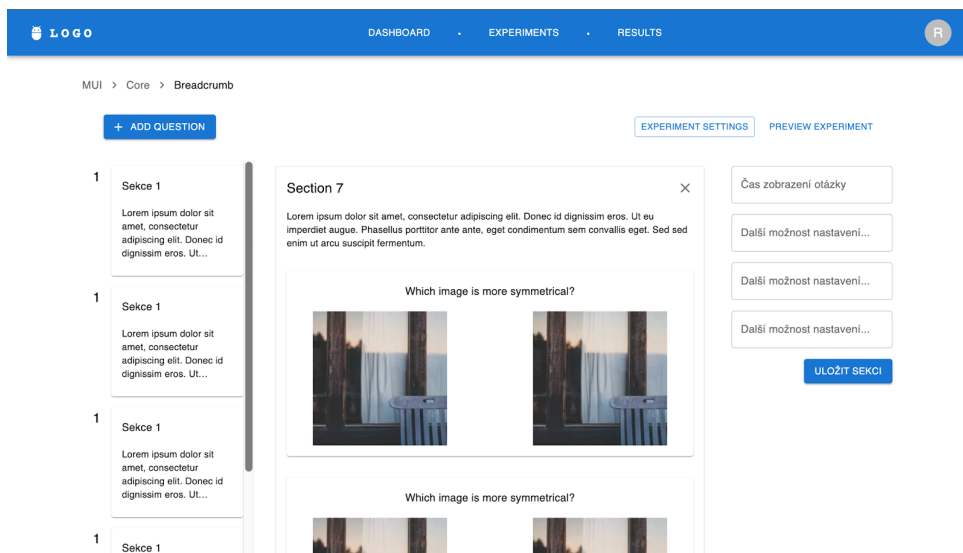 LOGO
DASHBOARD
EXPERIMENTS
RESULTS
R
MUI > Core > Breadcrumb
+ ADD QUESTION
EXPERIMENT SETTINGS
PREVIEW EXPERIMENT
1
Sekce 1
Lorem ipsum dolor sit
amet, consectetur
adipiscing elit. Donec id
dignissim eros. Ut…
1
Sekce 1
Lorem ipsum dolor sit
amet, consectetur
adipiscing elit. Donec id
dignissim eros. Ut…
1
Sekce 1
Lorem ipsum dolor sit
amet, consectetur
adipiscing elit. Donec id
dignissim eros. Ut…
1
Sekce 1
Section 7
Lorem ipsum dolor sit amet, consectetur adipiscing elit. Donec id dignissim eros. Ut eu
imperdiet augue. Phasellus porttitor ante ante, eget condimentum sem convallis eget. Sed sed
enim ut arcu suscipit fermentum.
Which image is more symmetrical?
Which image is more symmetrical?
Čas zobrazení otázky
Další možnost nastavení...
Další možnost nastavení...
Další možnost nastavení...
ULOŽIT SEKCI